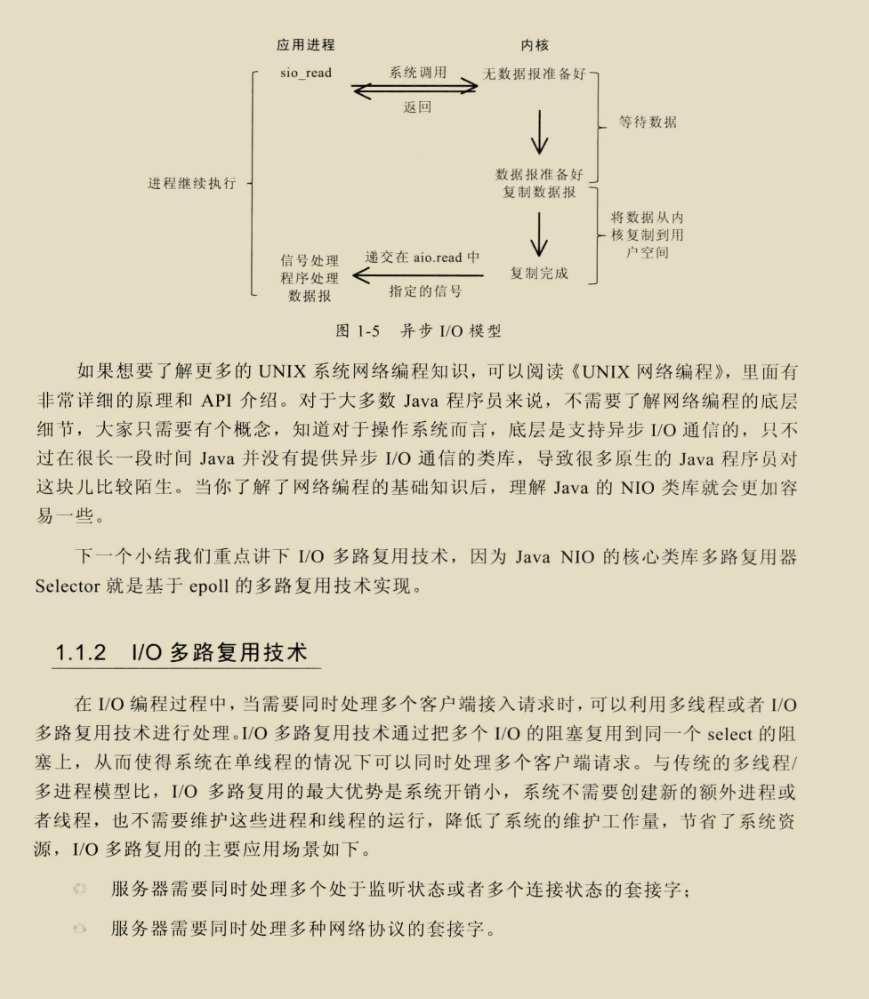 应用进程
内核
sio_read
系统调用
无数据报准备好
返回
等待数据
进程继续执行
数据报准备好
复制数据报
将数据从内
核复制到用
户空间
信号处理
程序处理
数据报
递交在 aio.read 中
指定的信号
复制完成
图 1-5 异步 I/O 模型
如果想要了解更多的 UNIX 系统网络编程知识，可以阅读《UNIX 网络编程》，里面有
非常详细的原理和 API 介绍。对于大多数 Java 程序员来说，不需要了解网络编程的底层
细节，大家只需要有个概念，知道对于操作系统而言，底层是支持异步 I/O 通信的，只不
过在很长一段时间 Java 并没有提供异步 I/O 通信的类库，导致很多原生的 Java 程序员对
这块儿比较陌生。当你了解了网络编程的基础知识后，理解 Java 的 NIO 类库就会更加容
易一些。
下一个小结我们重点讲下 I/O 多路复用技术，因为 Java NIO 的核心类库多路复用器
Selector 就是基于 epoll 的多路复用技术实现。
1.1.2 I/O 多路复用技术
在 I/O 编程过程中，当需要同时处理多个客户端接入请求时，可以利用多线程或者 I/O
多路复用技术进行处理。I/O 多路复用技术通过把多个 I/O 的阻塞复用到同一个 select 的阻
塞上，从而使得系统在单线程的情况下可以同时处理多个客户端请求。与传统的多线程/
多进程模型比，I/O 多路复用的最大优势是系统开销小，系统不需要创建新的额外进程或
者线程，也不需要维护这些进程和线程的运行，降低了系统的维护工作量，节省了系统资
源，I/O 多路复用的主要应用场景如下。
服务器需要同时处理多个处于监听状态或者多个连接状态的套接字；
服务器需要同时处理多种网络协议的套接字。